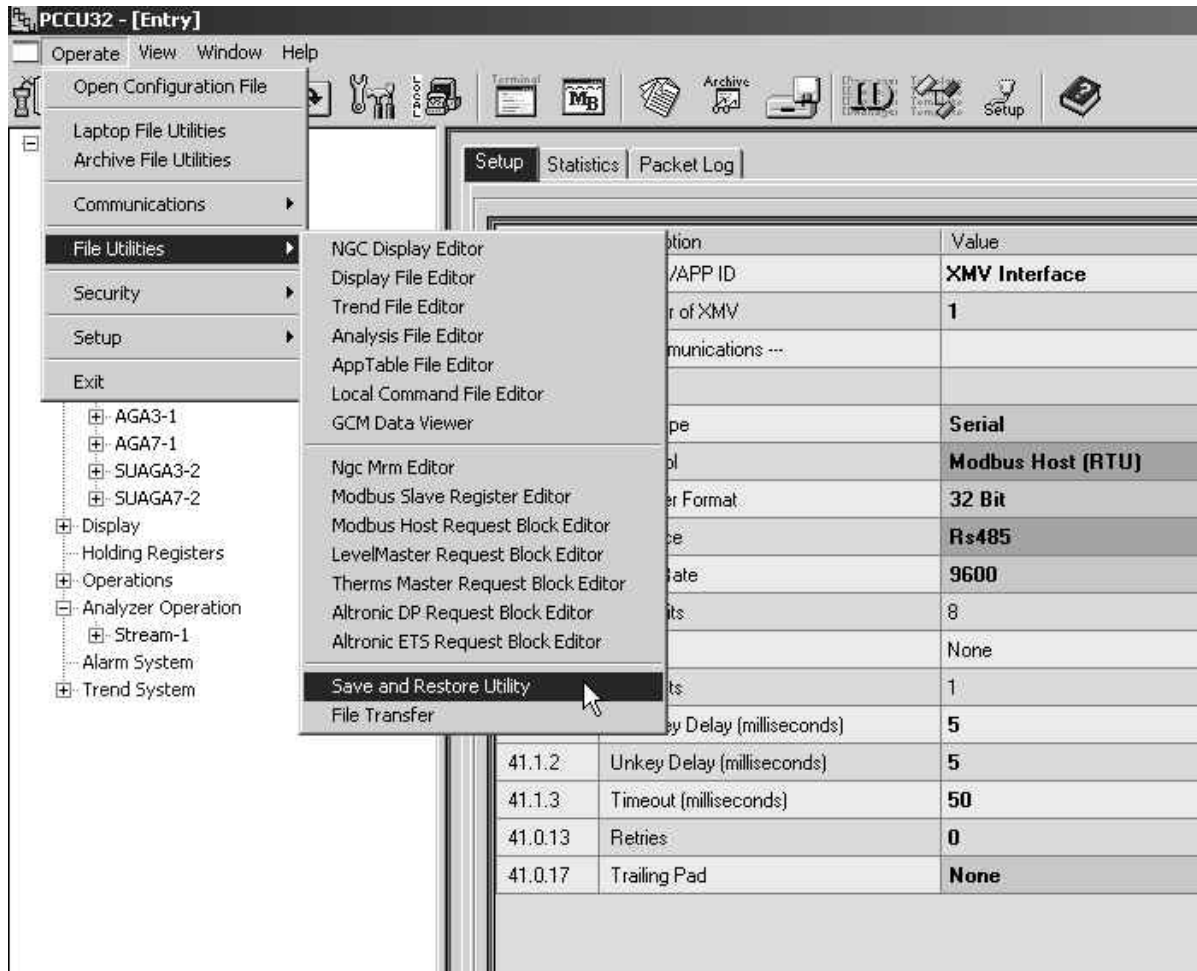 PCCU32 - [Entry]
Operate View Window Help
Terminal
MB
Archive
Setup
Open Configuration File
Laptop File Utilities
Archive File Utilities
Communications
File Utilities
Security
Setup
Exit
NGC Display Editor
Display File Editor
Trend File Editor
Analysis File Editor
AppTable File Editor
Local Command File Editor
GCM Data Viewer
Ngc Mrm Editor
Modbus Slave Register Editor
Modbus Host Request Block Editor
LevelMaster Request Block Editor
Therms Master Request Block Editor
Altronic DP Request Block Editor
Altronic ETS Request Block Editor
Save and Restore Utility
File Transfer
AGA3-1
AGA7-1
SUAGA3-2
SUAGA7-2
Display
Holding Registers
Operations
Analyzer Operation
Stream-1
Alarm System
Trend System
Setup Statistics Packet Log
ption Value
/APP ID XMV Interface
r of XMV 1
munications ---
pe Serial
ol Modbus Host (RTU)
er Format 32 Bit
ce Rs485
ate 9600
its 8
None
ts 1
ey Delay (milliseconds) 5
41.1.2 Unkey Delay (milliseconds) 5
41.1.3 Timeout (milliseconds) 50
41.0.13 Retries 0
41.0.17 Trailing Pad None